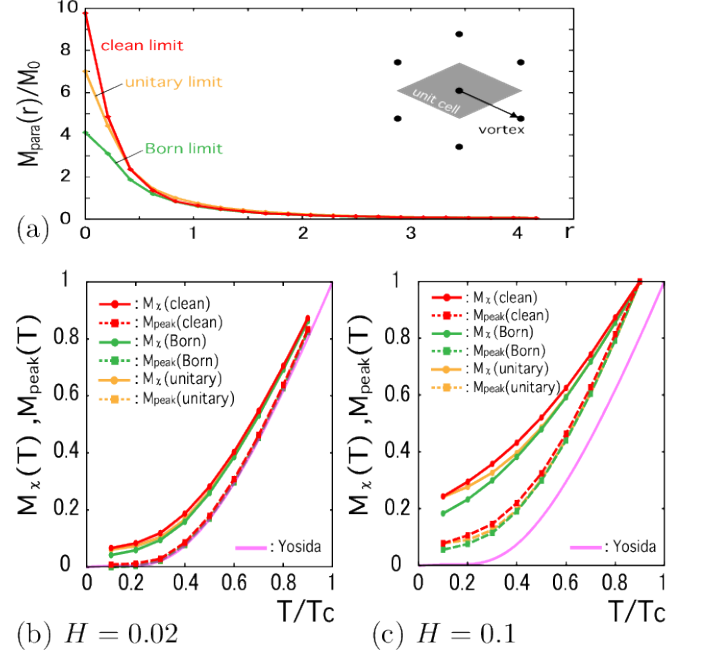 10
8
6
4
2
0
M_para(r)/M_0
clean limit
unitary limit
Born limit
unit cell
vortex
0 1 2 3 4 r
(a)
1
0.8
0.6
0.4
0.2
0
M_χ(T) , M_peak(T)
: M_χ(clean)
: M_peak(clean)
: M_χ(Born)
: M_peak(Born)
: M_χ(unitary)
: M_peak(unitary)
: Yosida
0 0.2 0.4 0.6 0.8 1
T/Tc
(b) H = 0.02
1
0.8
0.6
0.4
0.2
0
M_χ(T) , M_peak(T)
: M_χ(clean)
: M_peak(clean)
: M_χ(Born)
: M_peak(Born)
: M_χ(unitary)
: M_peak(unitary)
: Yosida
0 0.2 0.4 0.6 0.8 1
T/Tc
(c) H = 0.1